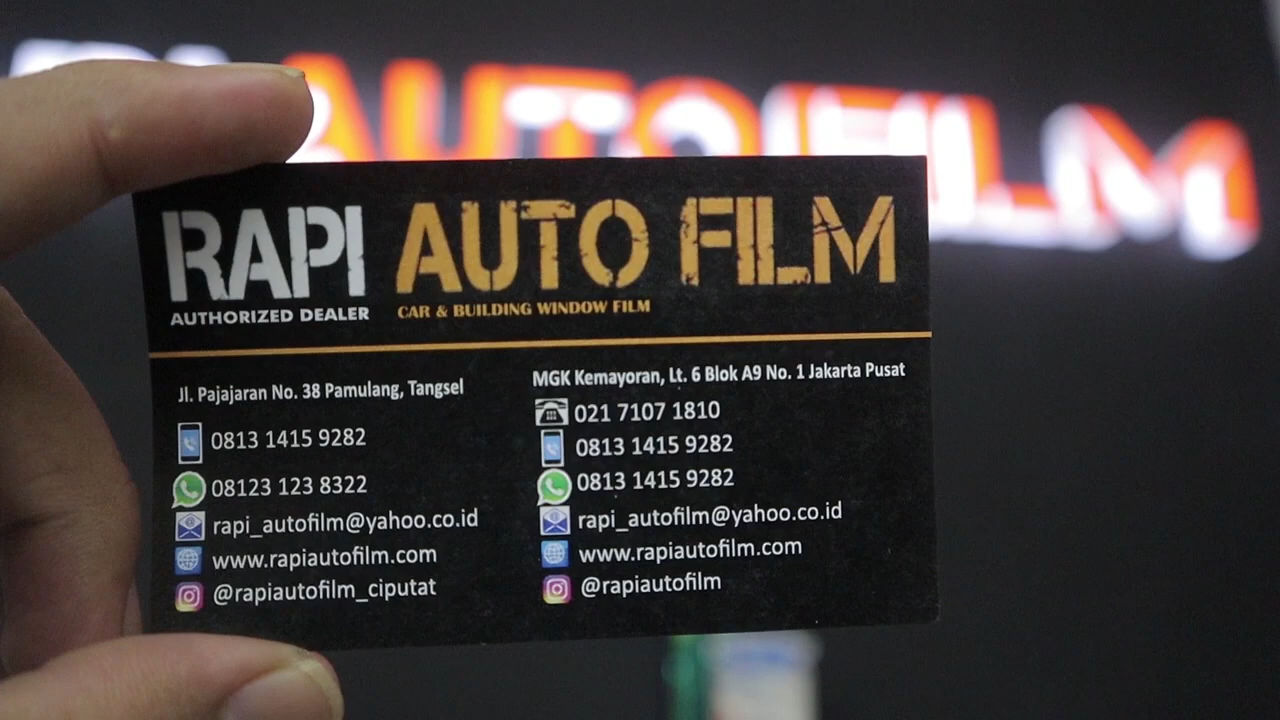 RAPI AUTO FILM
AUTHORIZED DEALER
CAR & BUILDING WINDOW FILM
Jl. Pajajaran No. 38 Pamulang, Tangsel
0813 1415 9282
08123 123 8322
rapi_autofilm@yahoo.co.id
www.rapiautofilm.com
@rapiautofilm_ciputat
MGK Kemayoran, Lt. 6 Blok A9 No. 1 Jakarta Pusat
021 7107 1810
0813 1415 9282
0813 1415 9282
rapi_autofilm@yahoo.co.id
www.rapiautofilm.com
@rapiautofilm
AUTO FILM